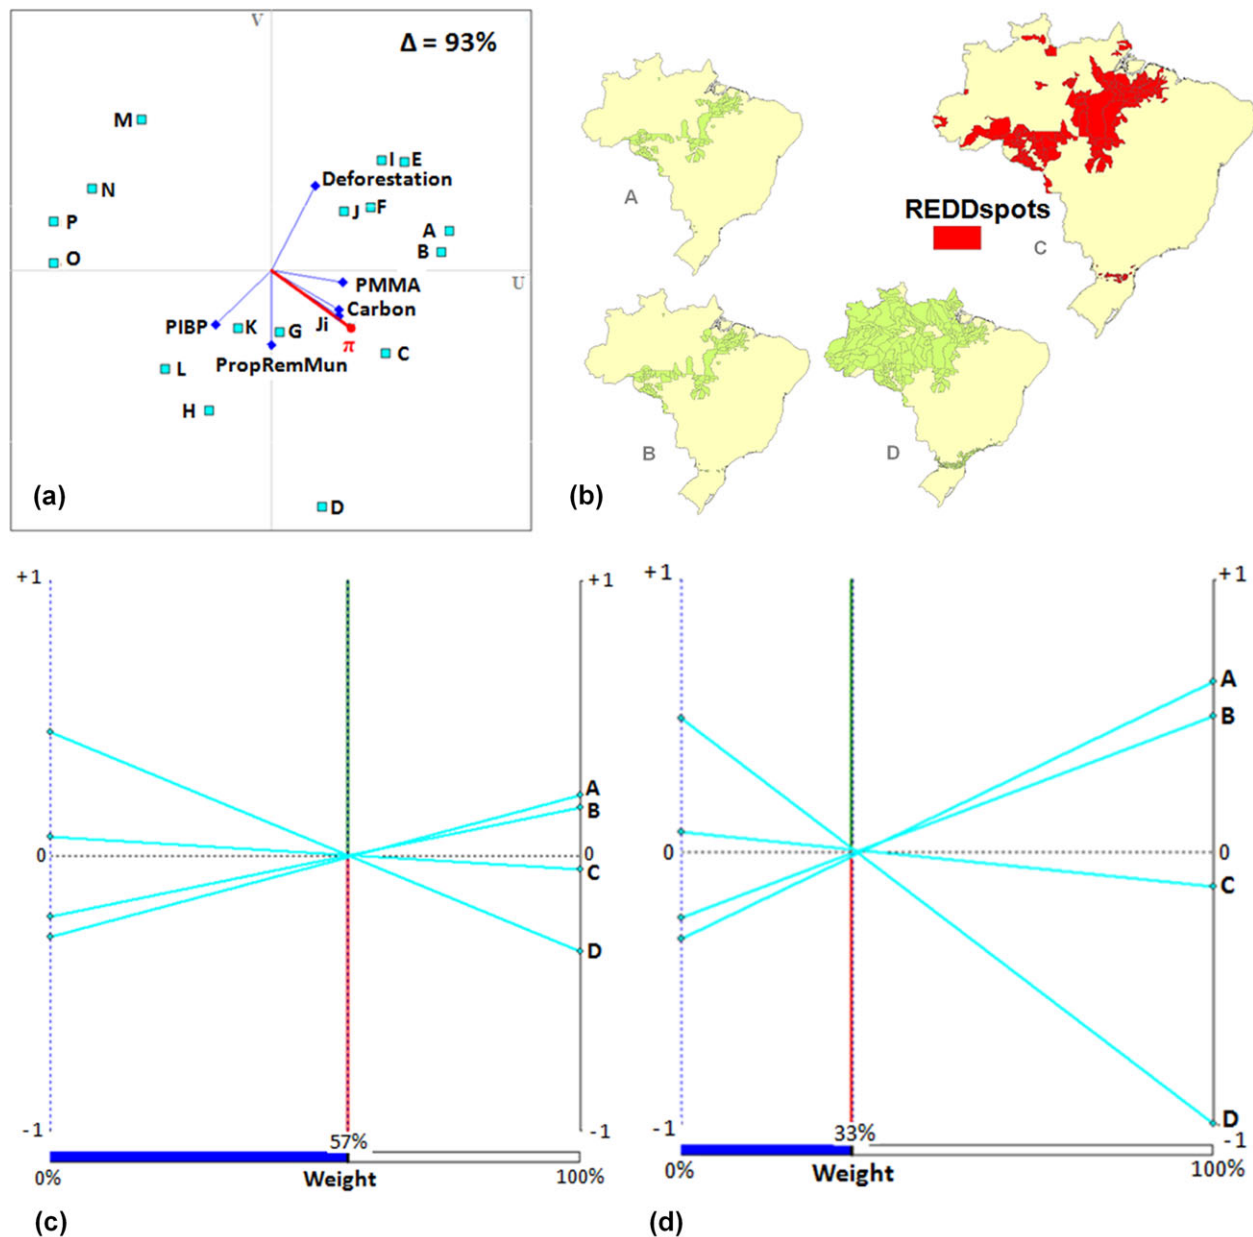 V
Δ = 93%
M
I
E
Deforestation
N
J
F
P
A
B
O
U
PMMA
Carbon
PIBP
K
G
Ji
π
C
PropRemMun
L
H
D
(a)
A
REDDspots
C
B
D
(b)
+1
+1
A
B
0
0
C
D
-1
-1
57%
0%
Weight
100%
(c)
+1
+1
A
B
0
0
C
D
-1
-1
33%
0%
Weight
100%
(d)